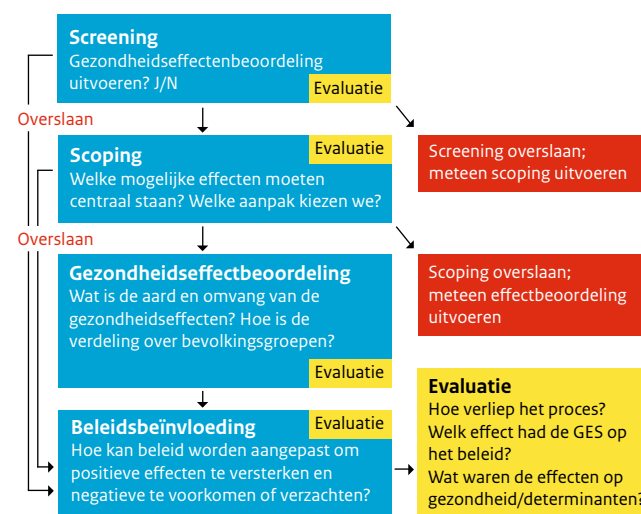 Screening
Gezondheidseffectenbeoordeling
uitvoeren? J/N
Evaluatie
Overslaan
Scoping
Evaluatie
Welke mogelijke effecten moeten
centraal staan? Welke aanpak kiezen we?
Screening overslaan;
meteen scoping uitvoeren
Overslaan
Gezondheidseffectbeoordeling
Wat is de aard en omvang van de
gezondheidseffecten? Hoe is de
verdeling over bevolkingsgroepen?
Evaluatie
Scoping overslaan;
meteen effectbeoordeling
uitvoeren
Beleidsbeïnvloeding
Evaluatie
Hoe kan beleid worden aangepast om
positieve effecten te versterken en
negatieve te voorkomen of verzachten?
Evaluatie
Hoe verliep het proces?
Welk effect had de GES op
het beleid?
Wat waren de effecten op
gezondheid/determinanten?